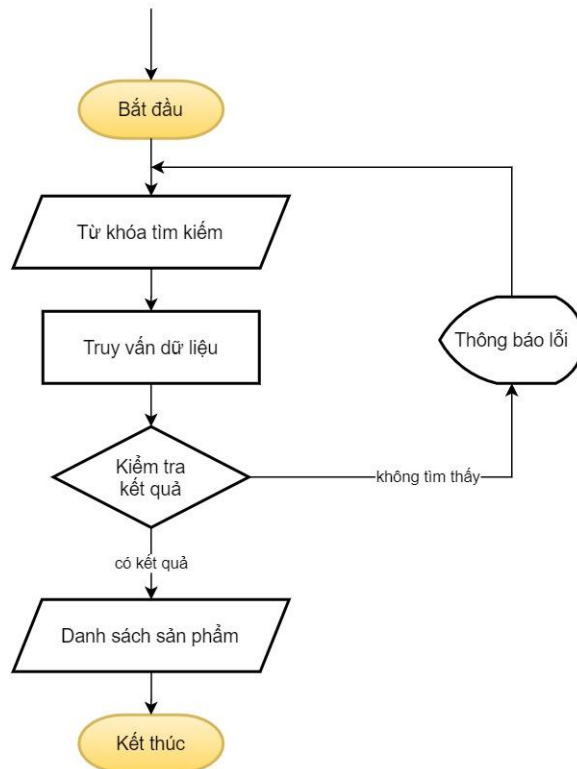 Bắt đầu
Từ khóa tìm kiếm
Truy vấn dữ liệu
Thông báo lỗi
Kiểm tra
kết quả
không tìm thấy
có kết quả
Danh sách sản phẩm
Kết thúc